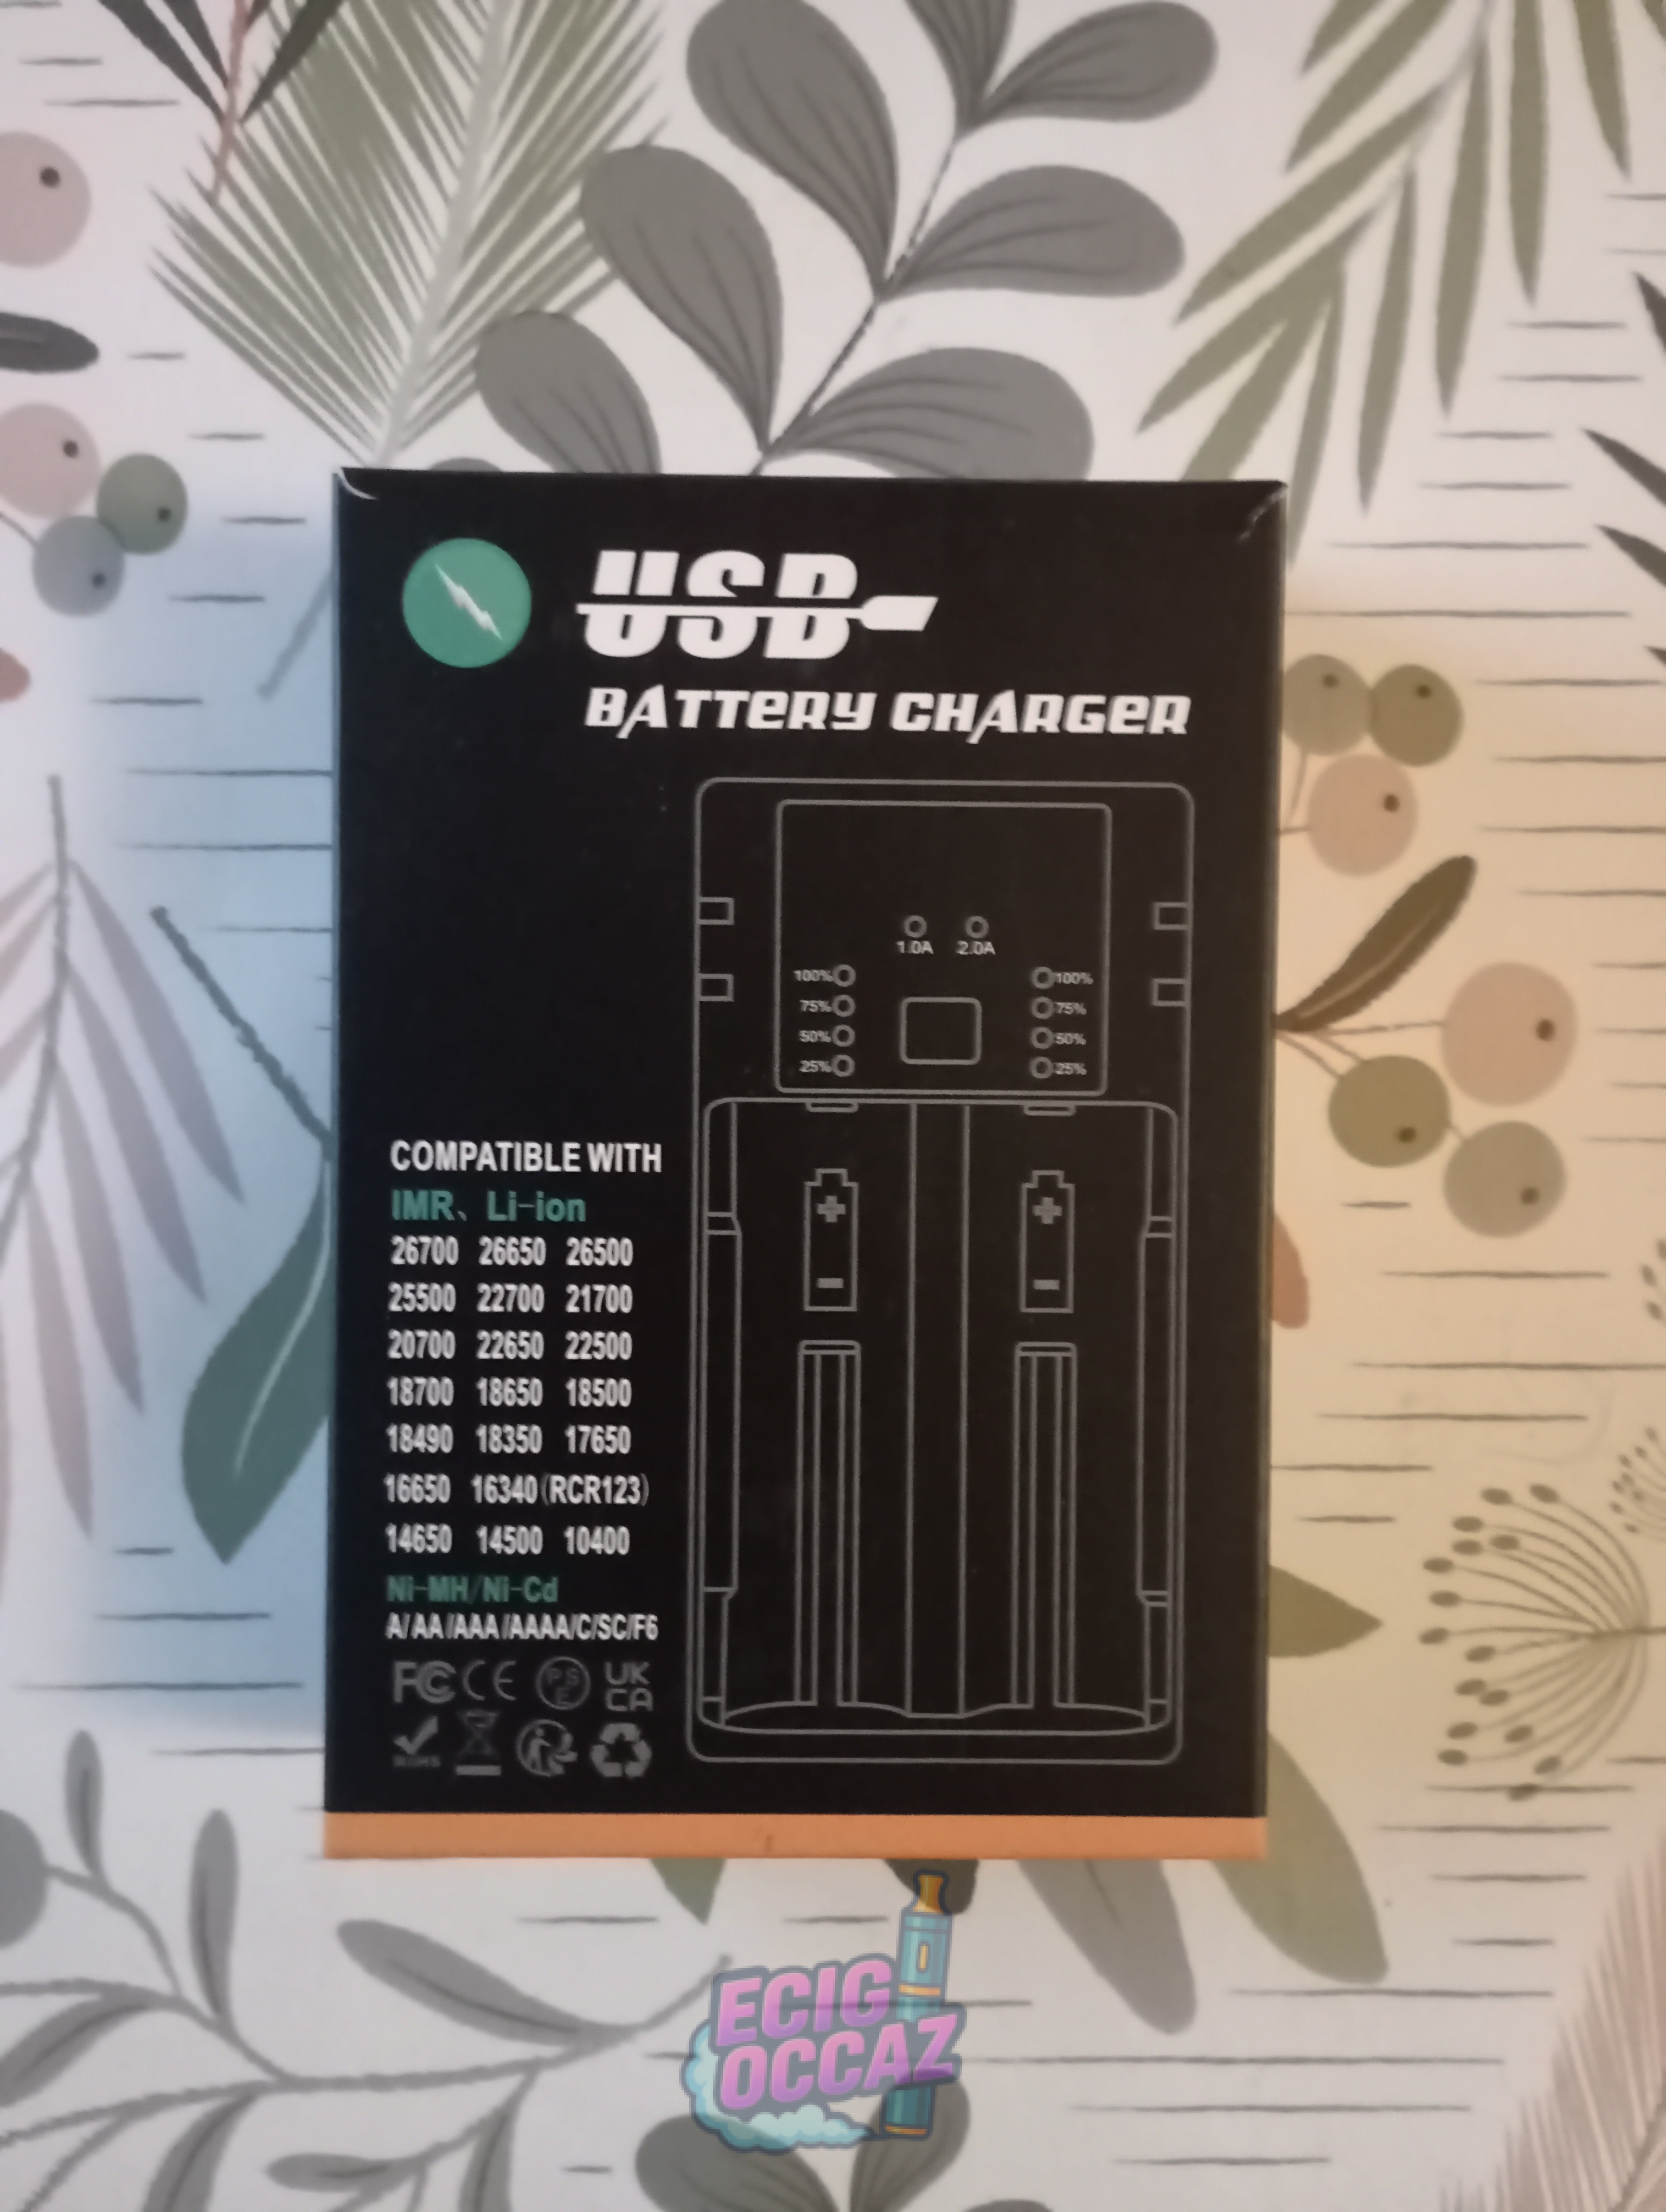 USB
BATTERY CHARGER
1.0A 2.0A
100% 100%
75% 75%
50% 50%
25% 25%
COMPATIBLE WITH
IMR、Li-ion
26700 26650 26500
25500 22700 21700
20700 22650 22500
18700 18650 18500
18490 18350 17650
16650 16340(RCR123)
14650 14500 10400
Ni-MH/Ni-Cd
A/AA/AAA/AAAA/C/SC/F6
FC CE PSE UK
CA
ROHS
ECIG
OCCAZ